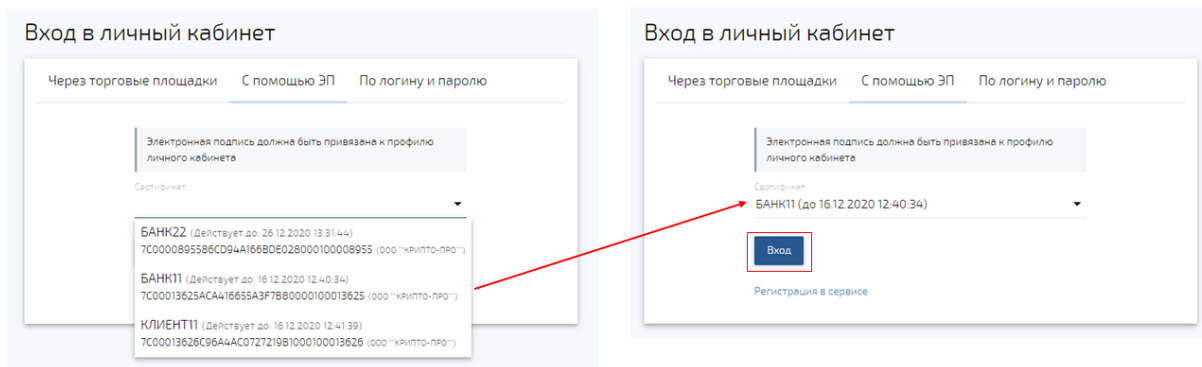 Вход в личный кабинет
Через торговые площадки С помощью ЭП По логину и паролю
Электронная подпись должна быть привязана к профилю
личного кабинета
Сертификат
БАНК22 (Действует до: 26.12.2020 13:31:44)
7C0000895586CD94A166BDE028000100008955 (ООО "КРИПТО-ПРО")
БАНК11 (Действует до: 16.12.2020 12:40:34)
7C00013625ACA416655A3F7B80000100013625 (ООО "КРИПТО-ПРО")
КЛИЕНТ11 (Действует до: 16.12.2020 12:41:39)
7C00013626C96A4AC0727219B1000100013626 (ООО "КРИПТО-ПРО")
Вход в личный кабинет
Через торговые площадки С помощью ЭП По логину и паролю
Электронная подпись должна быть привязана к профилю
личного кабинета
Сертификат
БАНК11 (до 16.12.2020 12:40:34)
Вход
Регистрация в сервисе